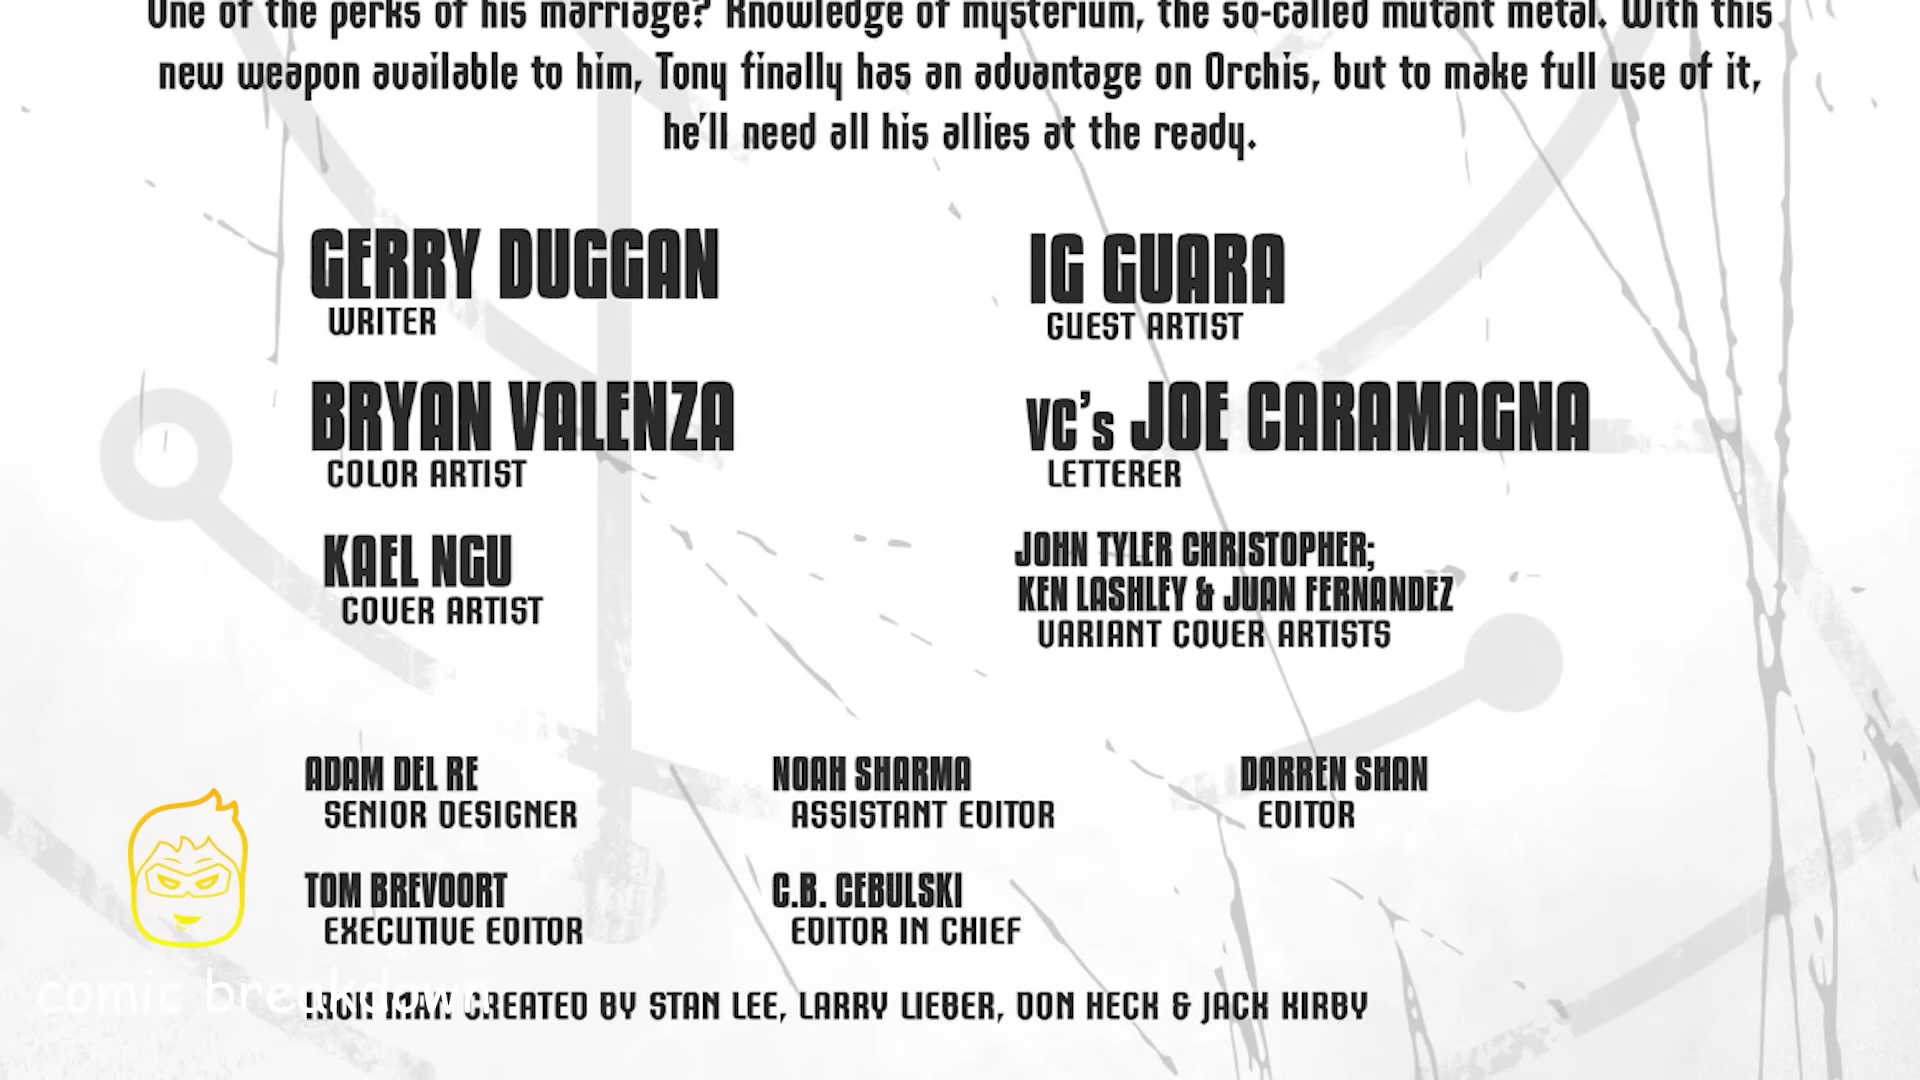 One of the perks of his marriage? Knowledge of mysterium, the so-called mutant metal. With this
new weapon available to him, Tony finally has an advantage on Orchis, but to make full use of it,
he'll need all his allies at the ready.
GERRY DUGGAN
WRITER
IG GUARA
GUEST ARTIST
BRYAN VALENZA
COLOR ARTIST
VC's JOE CARAMAGNA
LETTERER
KAEL NGU
COVER ARTIST
JOHN TYLER CHRISTOPHER;
KEN LASHLEY & JUAN FERNANDEZ
VARIANT COVER ARTISTS
ADAM DEL RE
SENIOR DESIGNER
NOAH SHARMA
ASSISTANT EDITOR
DARREN SHAN
EDITOR
TOM BREVOORT
EXECUTIVE EDITOR
C.B. CEBULSKI
EDITOR IN CHIEF
comic breakdown
IRON MAN CREATED BY STAN LEE, LARRY LIEBER, DON HECK & JACK KIRBY